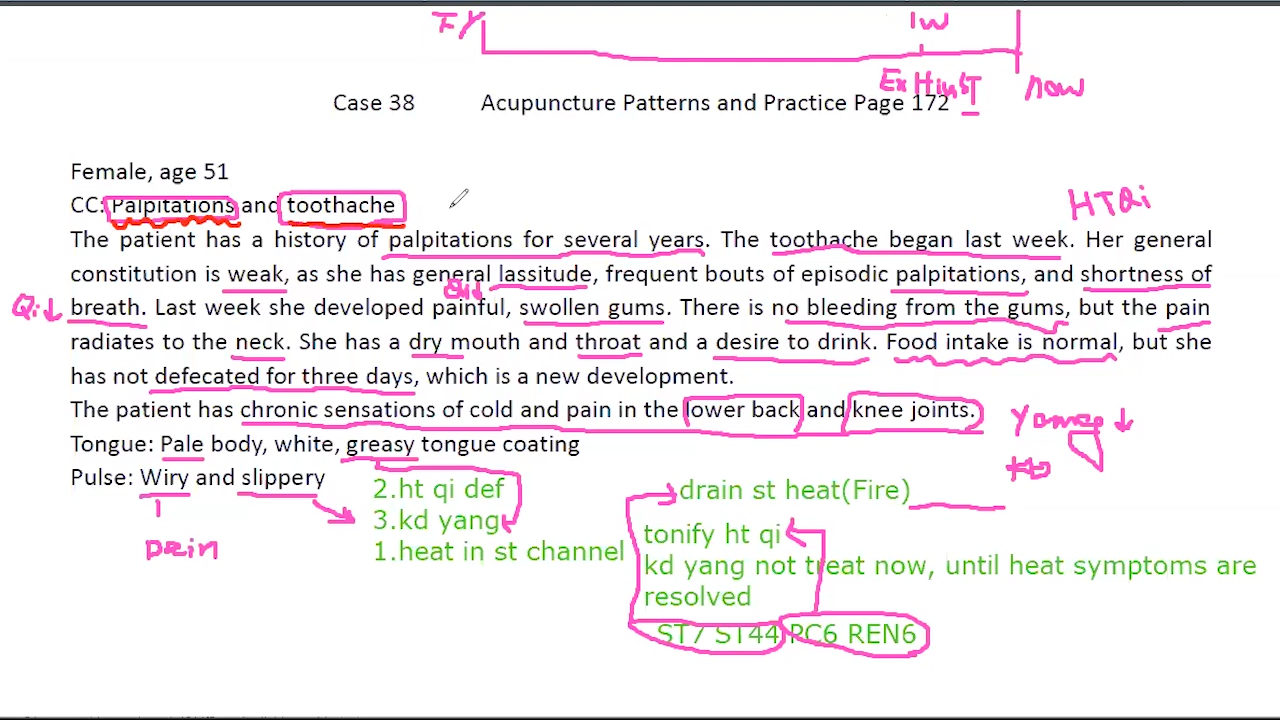 1W
Ex Hin ST now
Case 38 Acupuncture Patterns and Practice Page 172
Female, age 51
CC: Palpitations and toothache
HTQi
The patient has a history of palpitations for several years. The toothache began last week. Her general
constitution is weak, as she has general lassitude, frequent bouts of episodic palpitations, and shortness of
Qi↓ breath. Last week she developed painful, swollen gums. There is no bleeding from the gums, but the pain
radiates to the neck. She has a dry mouth and throat and a desire to drink. Food intake is normal, but she
has not defecated for three days, which is a new development.
The patient has chronic sensations of cold and pain in the lower back and knee joints.
Yang ↓
Tongue: Pale body, white, greasy tongue coating
KD
Pulse: Wiry and slippery
pain
2.ht qi def
3.kd yang
1.heat in st channel
drain st heat(Fire)
tonify ht qi
kd yang not treat now, until heat symptoms are
resolved
ST7 ST44 PC6 REN6